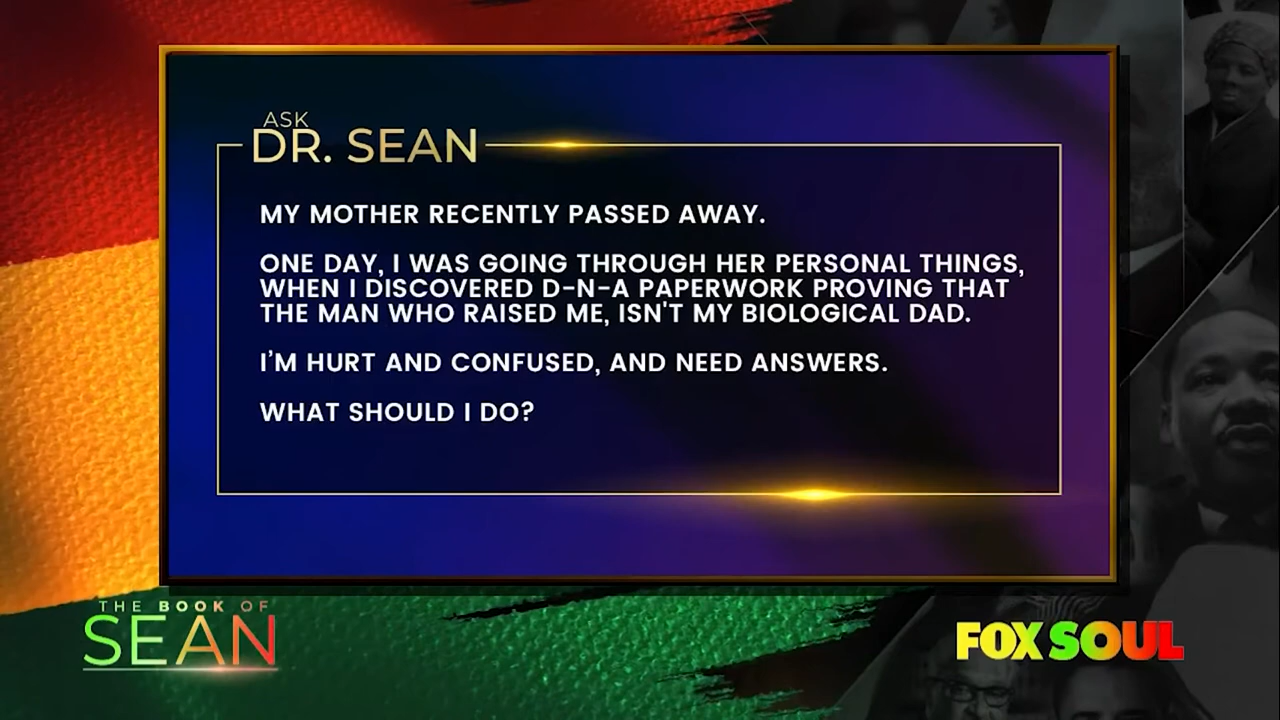 ASK
DR. SEAN
MY MOTHER RECENTLY PASSED AWAY.
ONE DAY, I WAS GOING THROUGH HER PERSONAL THINGS,
WHEN I DISCOVERED D-N-A PAPERWORK PROVING THAT
THE MAN WHO RAISED ME, ISN'T MY BIOLOGICAL DAD.
I'M HURT AND CONFUSED, AND NEED ANSWERS.
WHAT SHOULD I DO?
THE BOOK OF
SEAN
FOX SOUL